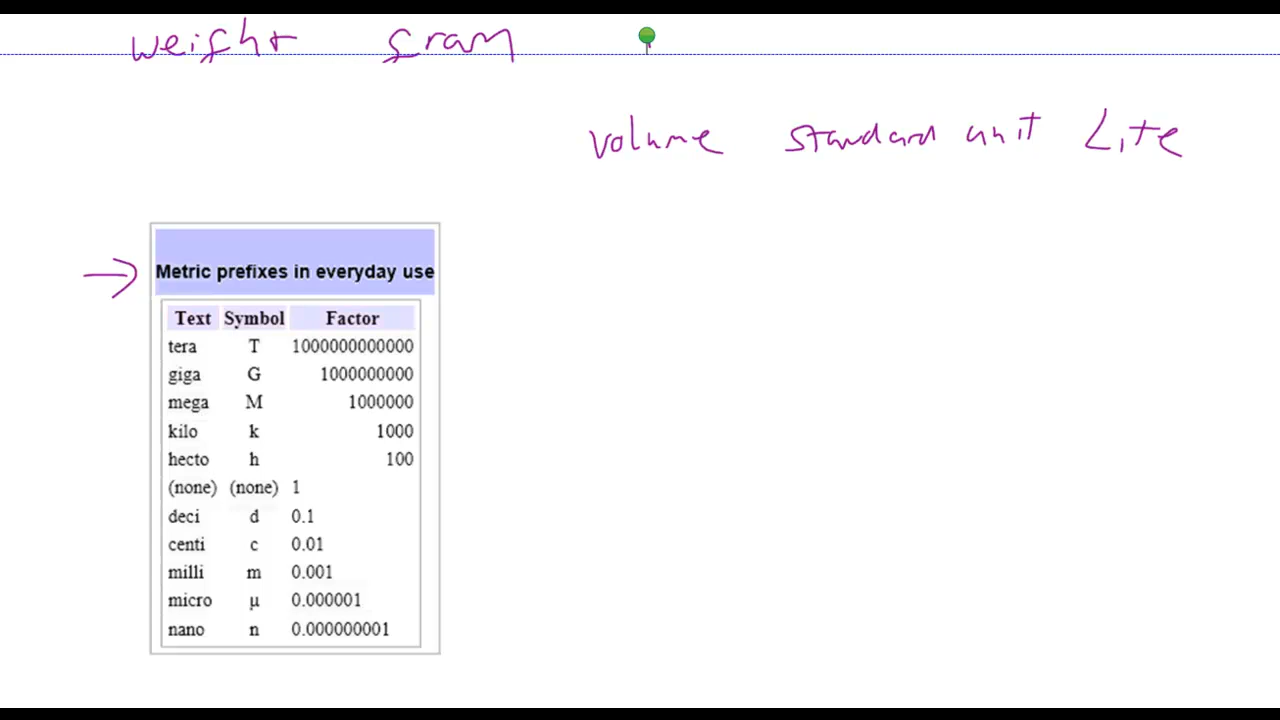 weight gram
volume standard unit Lite
Metric prefixes in everyday use
Text Symbol Factor
tera T 1000000000000
giga G 1000000000
mega M 1000000
kilo k 1000
hecto h 100
(none) (none) 1
deci d 0.1
centi c 0.01
milli m 0.001
micro µ 0.000001
nano n 0.000000001